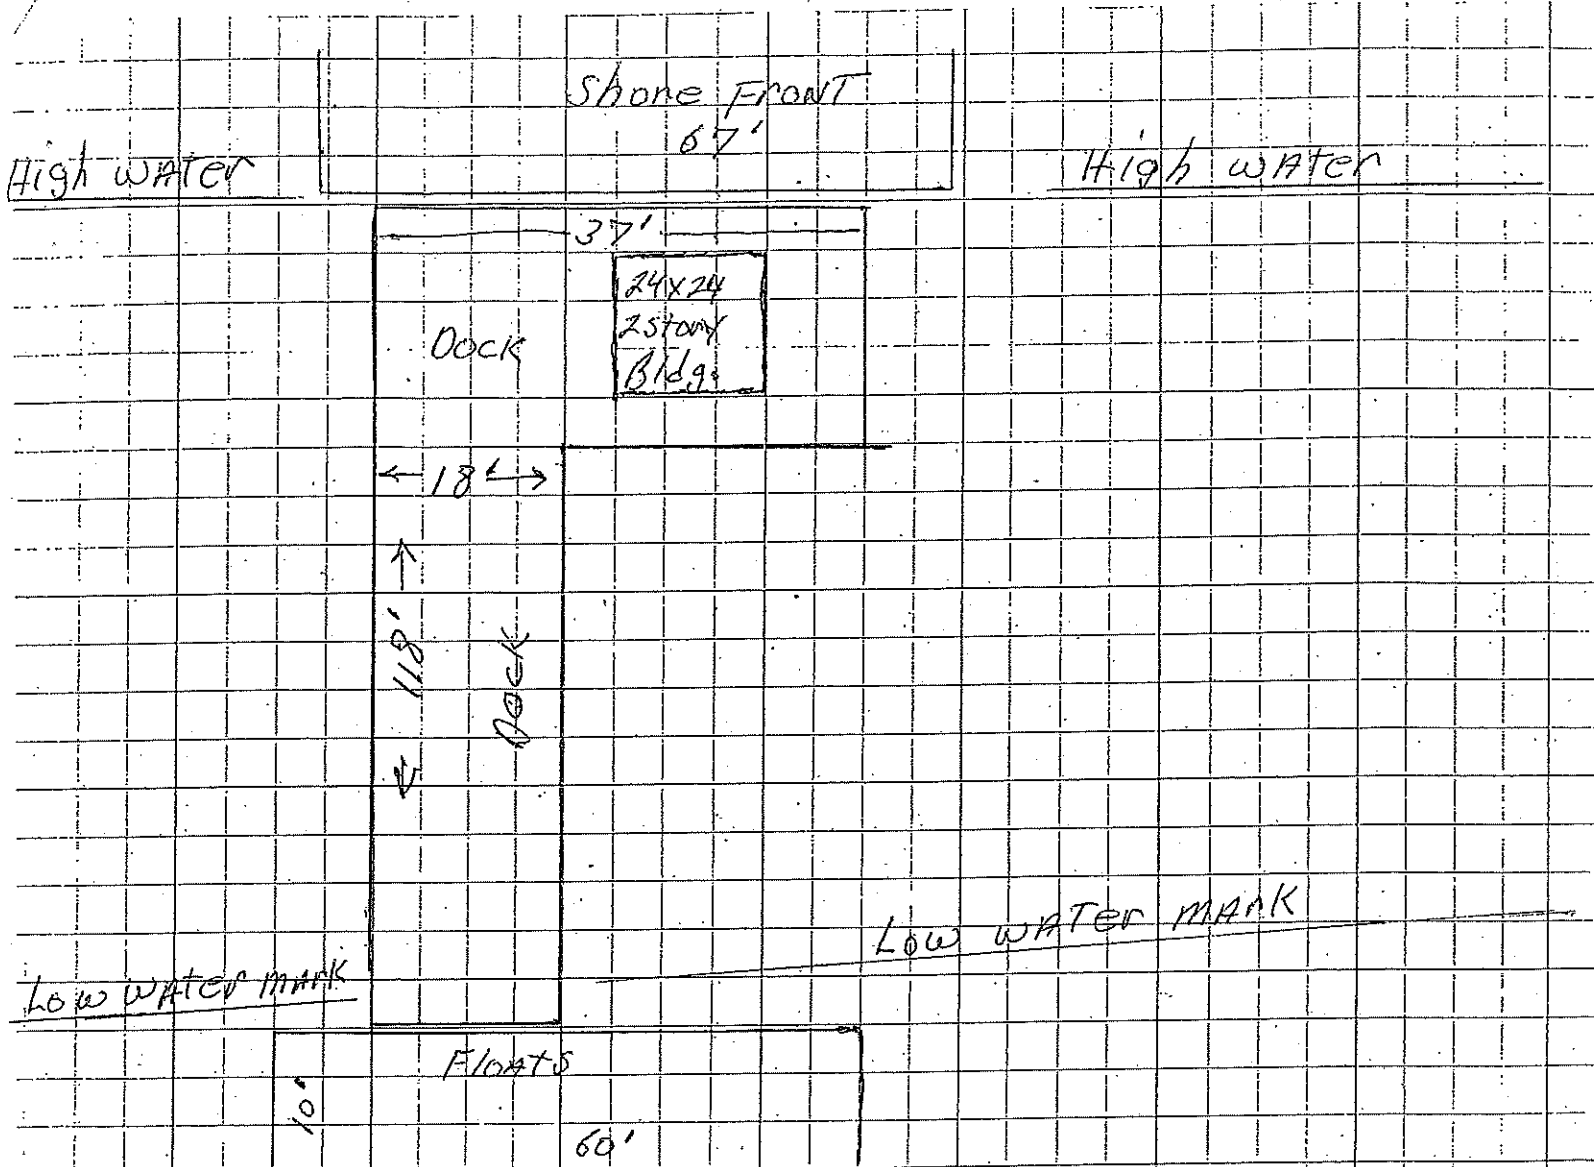 Shore Front
67'
High water
High water
37'
24x24
2 story
Bldg.
Dock
18'
118'
Dock
Low water mark
Low water mark
Floats
10'
60'